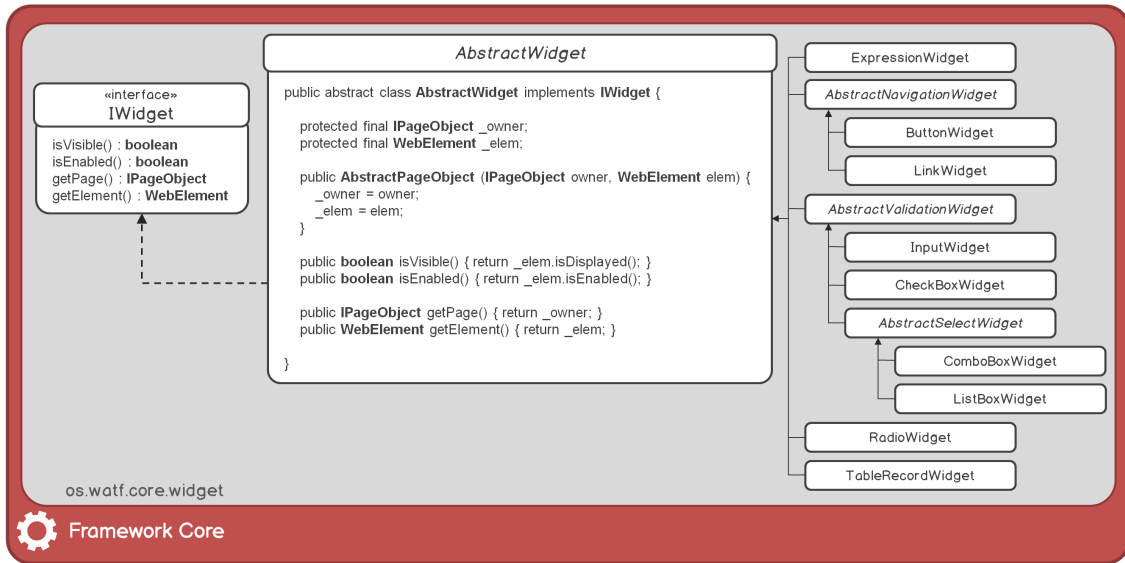 «interface»
IWidget
isVisible() : boolean
isEnabled() : boolean
getPage() : IPageObject
getElement() : WebElement
AbstractWidget
public abstract class AbstractWidget implements IWidget {
protected final IPageObject _owner;
protected final WebElement _elem;
public AbstractPageObject (IPageObject owner, WebElement elem) {
_owner = owner;
_elem = elem;
}
public boolean isVisible() { return _elem.isDisplayed(); }
public boolean isEnabled() { return _elem.isEnabled(); }
public IPageObject getPage() { return _owner; }
public WebElement getElement() { return _elem; }
}
ExpressionWidget
AbstractNavigationWidget
ButtonWidget
LinkWidget
AbstractValidationWidget
InputWidget
CheckBoxWidget
AbstractSelectWidget
ComboBoxWidget
ListBoxWidget
RadioWidget
TableRecordWidget
os.watf.core.widget
Framework Core